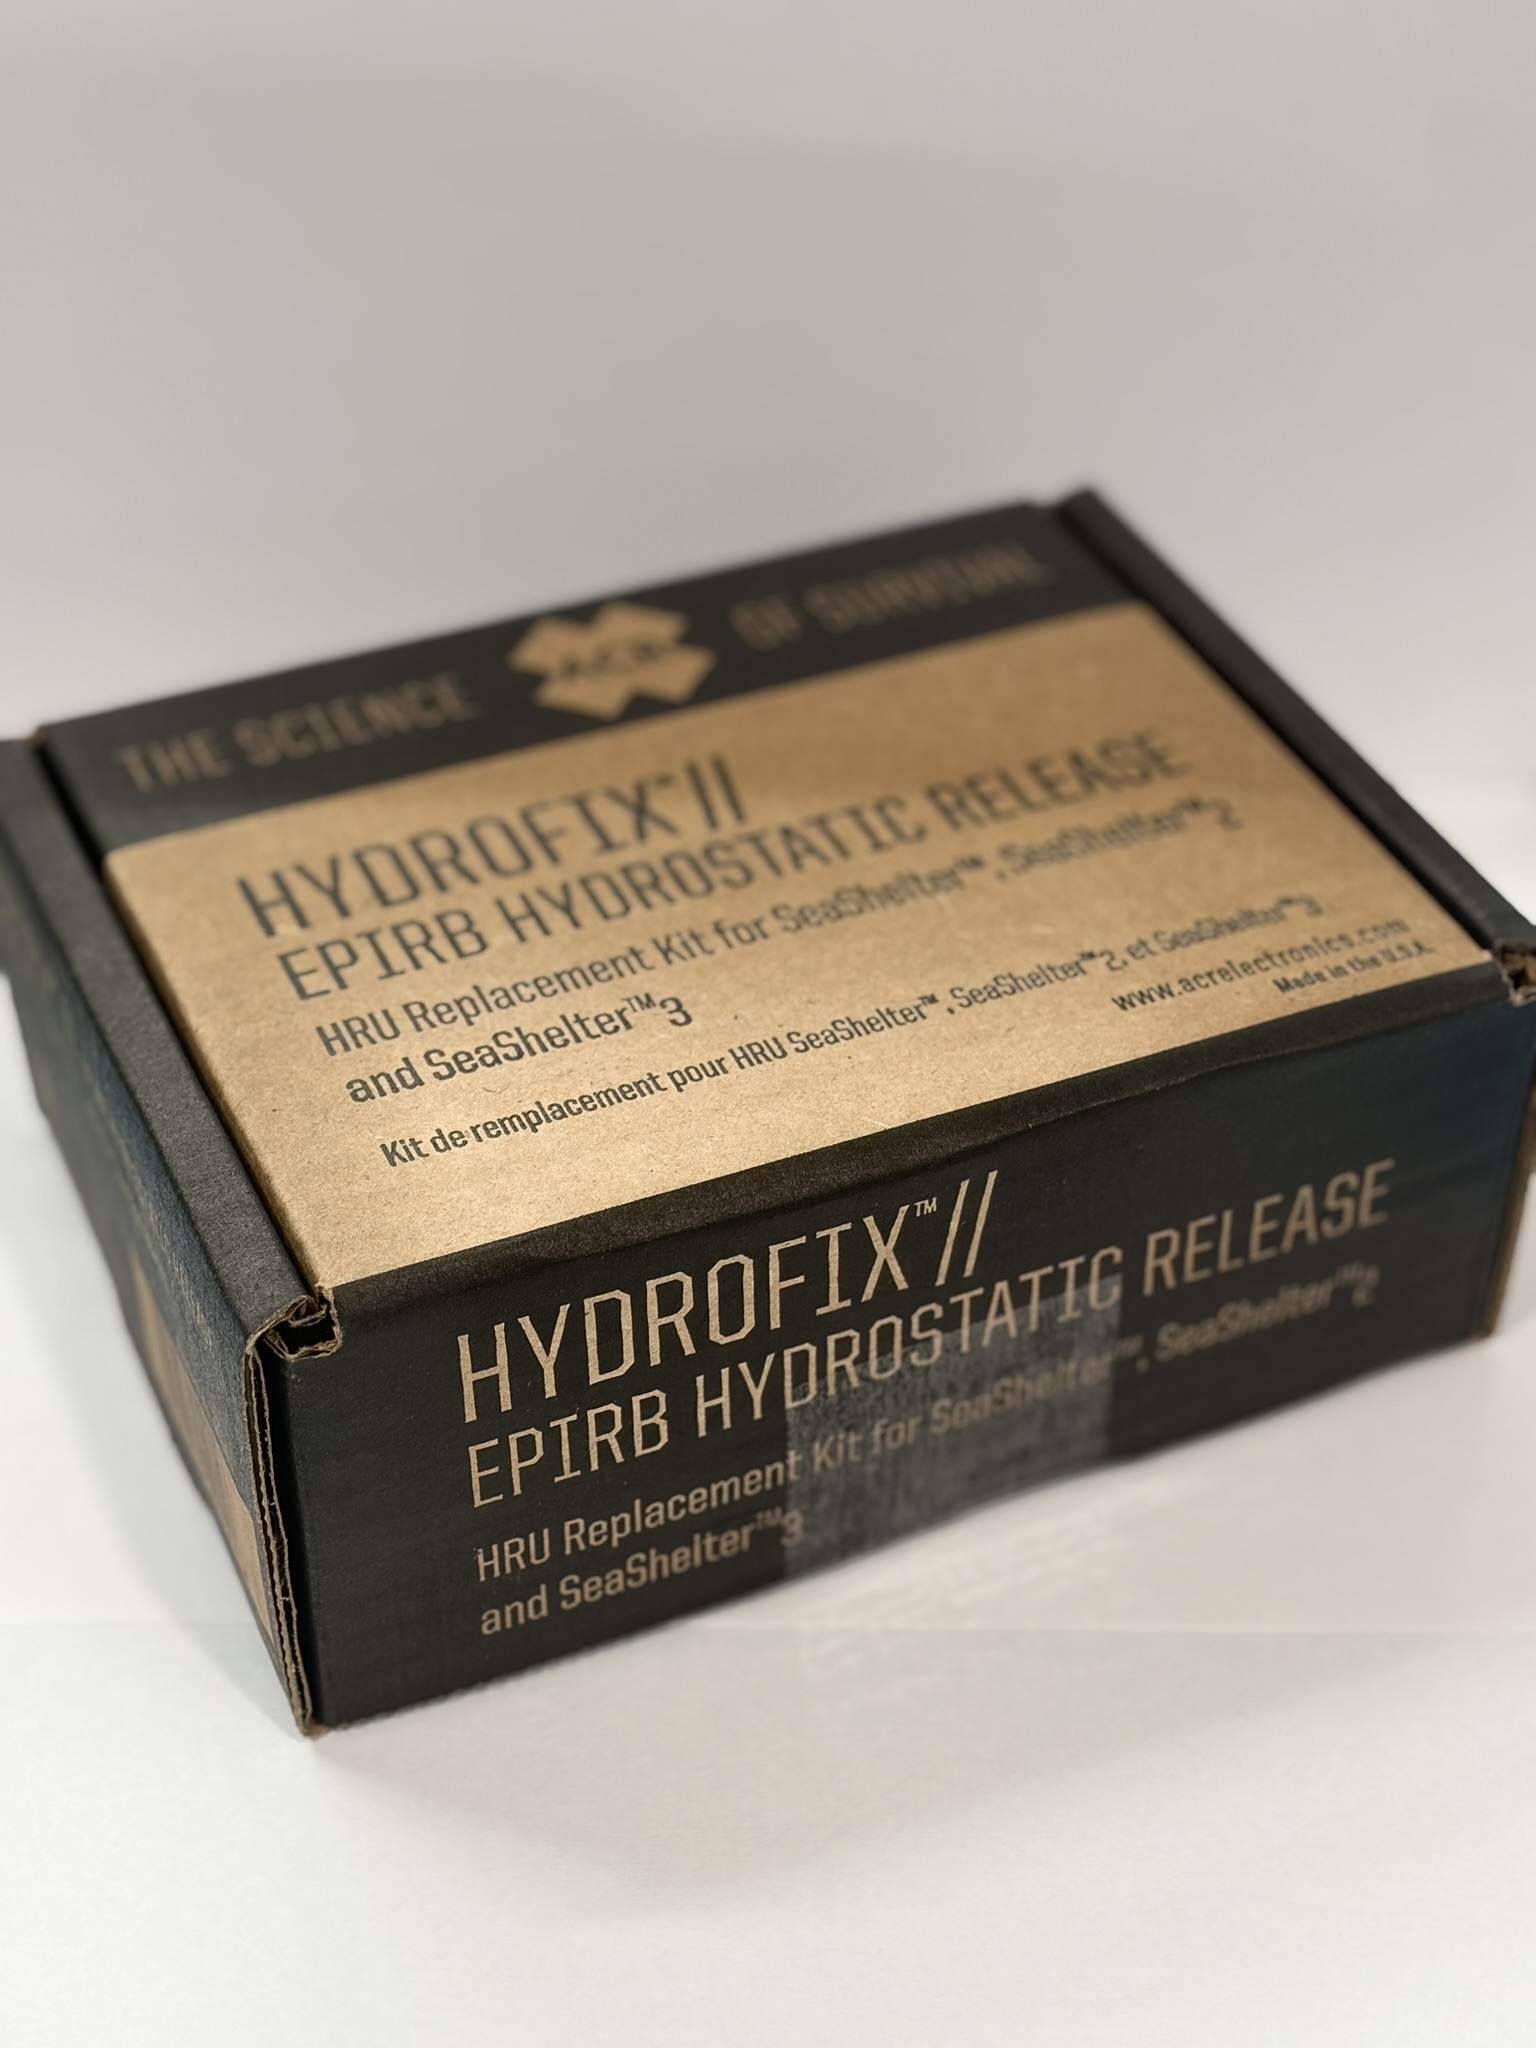 THE SCIENCE ACR OF SURVIVAL
HYDROFIX™//
EPIRB HYDROSTATIC RELEASE
HRU Replacement Kit for SeaShelter™, SeaShelter™2
and SeaShelter™3
Kit de remplacement pour HRU SeaShelter™, SeaShelter™2, et SeaShelter™3
www.acrelectronics.com
Made in the U.S.A.
HYDROFIX™//
EPIRB HYDROSTATIC RELEASE
HRU Replacement Kit for SeaShelter™, SeaShelter™2
and SeaShelter™3